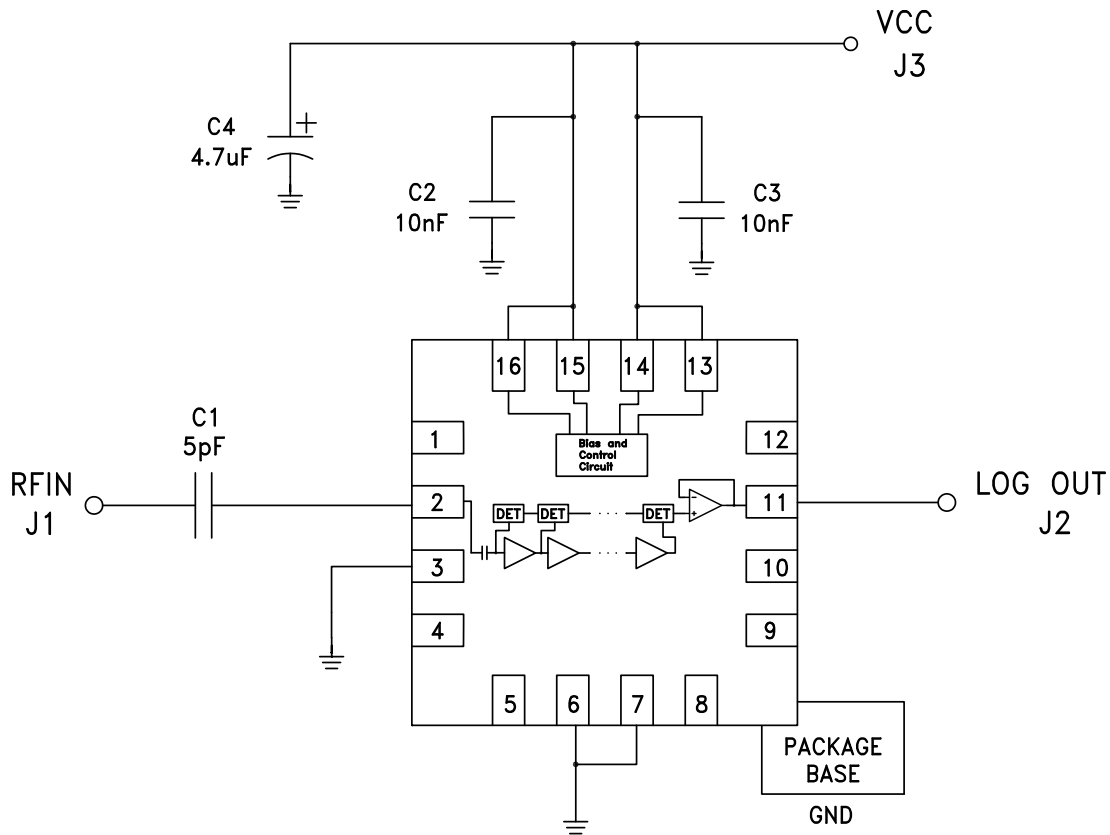 VCC
J3
C4
4.7uF
+
C2
10nF
C3
10nF
16
15
14
13
C1
5pF
1
Bias and
Control
Circuit
12
RFIN
J1
2
DET
DET
DET
-
+
11
LOG OUT
J2
3
10
4
9
5
6
7
8
PACKAGE
BASE
GND